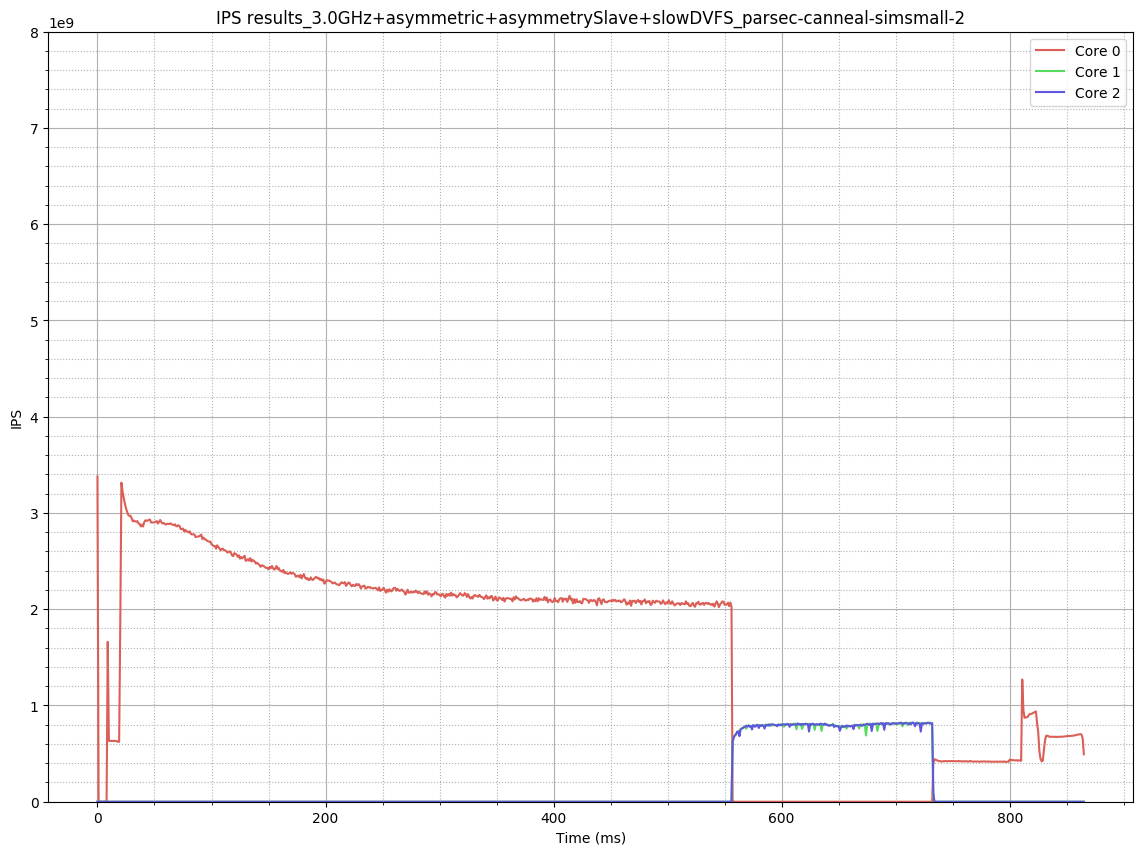 IPS results_3.0GHz+asymmetric+asymmetrySlave+slowDVFS_parsec-canneal-simsmall-2
1e9
8
7
6
5
4
3
2
1
0
IPS
Core 0
Core 1
Core 2
0 200 400 600 800
Time (ms)